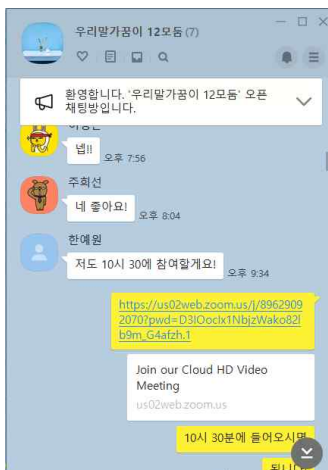 우리말가꿈이 12모둠 (7)
환영합니다. '우리말가꿈이 12모둠' 오픈
채팅방입니다.
넵!!
오후 7:56
주희선
네 좋아요!
오후 8:04
한예원
저도 10시 30에 참여할게요!
오후 9:34
https://us02web.zoom.us/j/8962909
2070?pwd=D3IOocIx1NbjzWako82l
b9m_G4afzh.1
Join our Cloud HD Video
Meeting
us02web.zoom.us
10시 30분에 들어오시면
됩니다